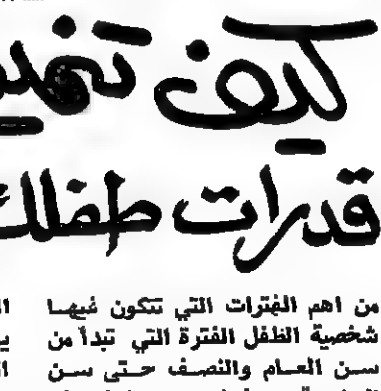 كيف
قدرات طفلك
من اهم الفترات التي تتكون فيها
شخصية الطفل الفترة التي تبدأ من
سن العام والنصف حتى سن